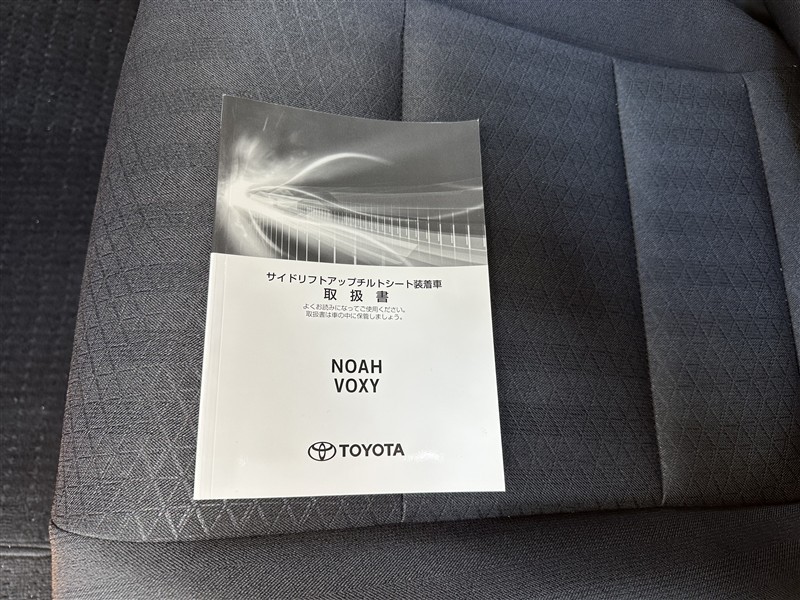 サイドリフトアップチルトシート装着車
取扱書
よくお読みになってご使用ください。
取扱書は車の中に保管しましょう。
NOAH
VOXY
TOYOTA